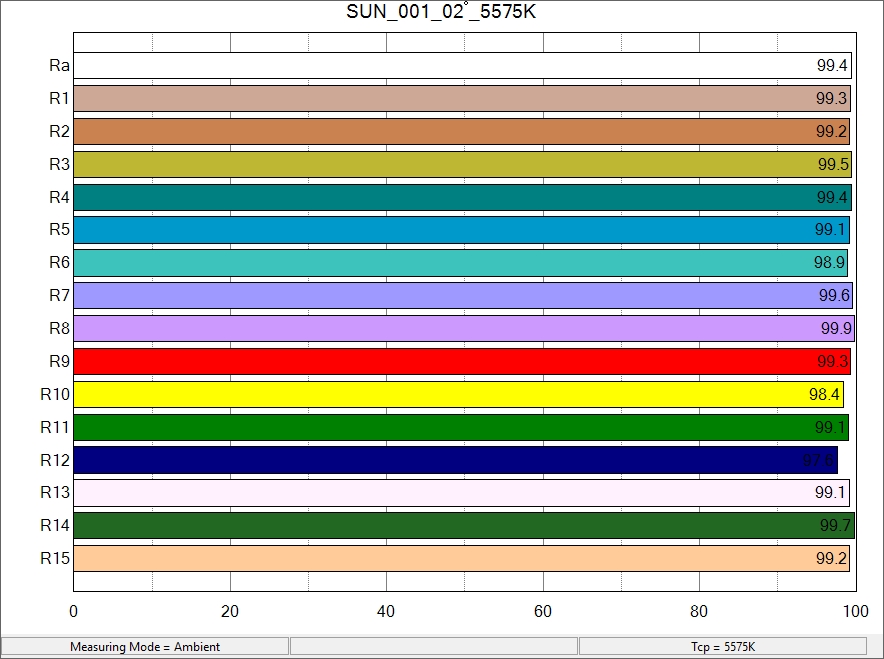 SUN_001_02°_5575K
Ra 99.4
R1 99.3
R2 99.2
R3 99.5
R4 99.4
R5 99.1
R6 98.9
R7 99.6
R8 99.9
R9 99.3
R10 98.4
R11 99.1
R12 97.6
R13 99.1
R14 99.7
R15 99.2
0 20 40 60 80 100
Measuring Mode = Ambient Tcp = 5575K